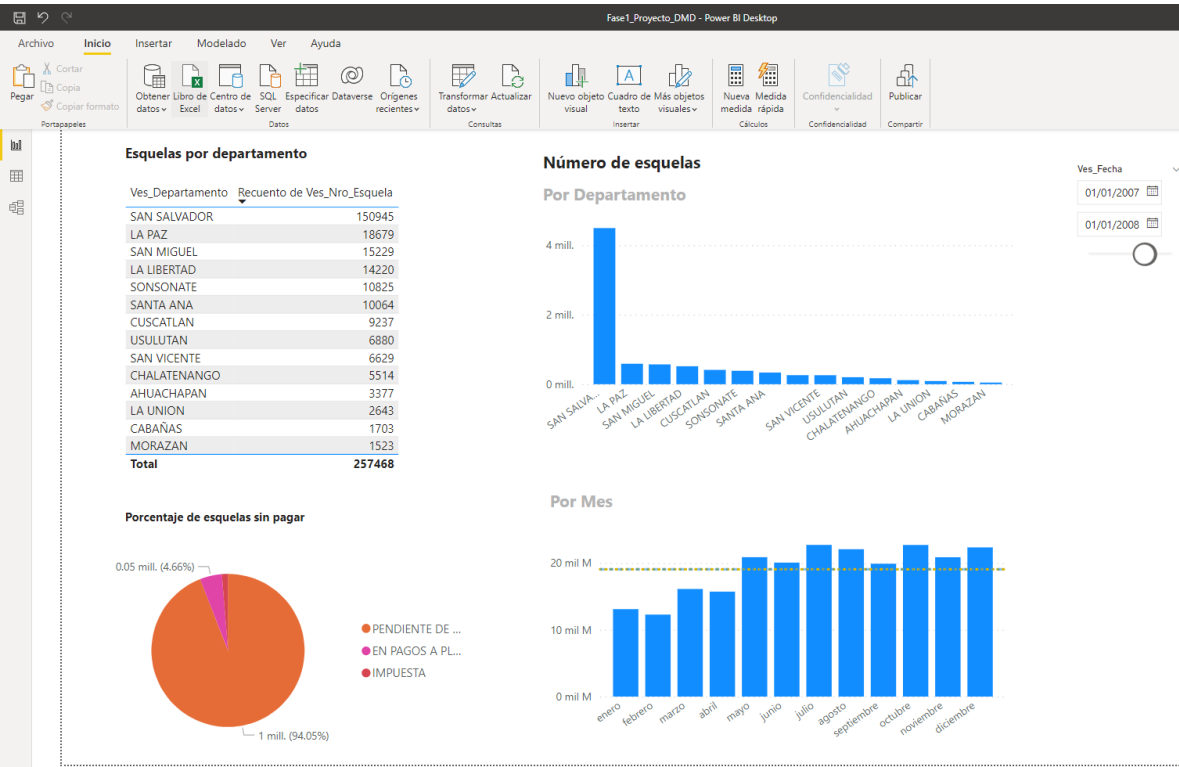 Fase1_Proyecto_DMD - Power BI Desktop
Archivo Inicio Insertar Modelado Ver Ayuda
Pegar
Cortar
Copia
Copiar formato
Portapapeles
Obtener datos
Libro de Excel
Centro de datos
SQL Server
Especificar datos
Dataverse
Orígenes recientes
Datos
Transformar datos
Actualizar
Consultas
Nuevo objeto visual
Cuadro de texto
Más objetos visuales
Insertar
Nueva medida
Medida rápida
Cálculos
Confidencialidad
Confidencialidad
Publicar
Compartir
Esquelas por departamento
Ves_Departamento Recuento de Ves_Nro_Esquela
SAN SALVADOR 150945
LA PAZ 18679
SAN MIGUEL 15229
LA LIBERTAD 14220
SONSONATE 10825
SANTA ANA 10064
CUSCATLAN 9237
USULUTAN 6880
SAN VICENTE 6629
CHALATENANGO 5514
AHUACHAPAN 3377
LA UNION 2643
CABAÑAS 1703
MORAZAN 1523
Total 257468
Número de esquelas
Por Departamento
4 mill.
2 mill.
0 mill.
SAN SALVA... LA PAZ SAN MIGUEL LA LIBERTAD CUSCATLAN SONSONATE SANTA ANA SAN VICENTE USULUTAN CHALATENANGO AHUACHAPAN LA UNION CABAÑAS MORAZAN
Ves_Fecha
01/01/2007
01/01/2008
Porcentaje de esquelas sin pagar
0.05 mill. (4.66%)
1 mill. (94.05%)
PENDIENTE DE ...
EN PAGOS A PL...
IMPUESTA
Por Mes
20 mil M
10 mil M
0 mil M
enero febrero marzo abril mayo junio julio agosto septiembre octubre noviembre diciembre